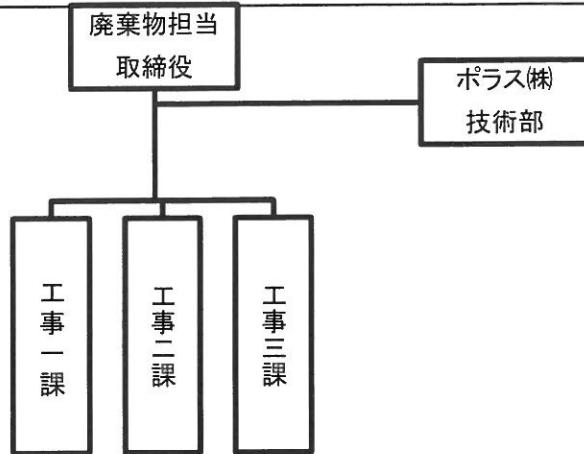 廃棄物担当
取締役
ポラス㈱
技術部
工事一課
工事二課
工事三課